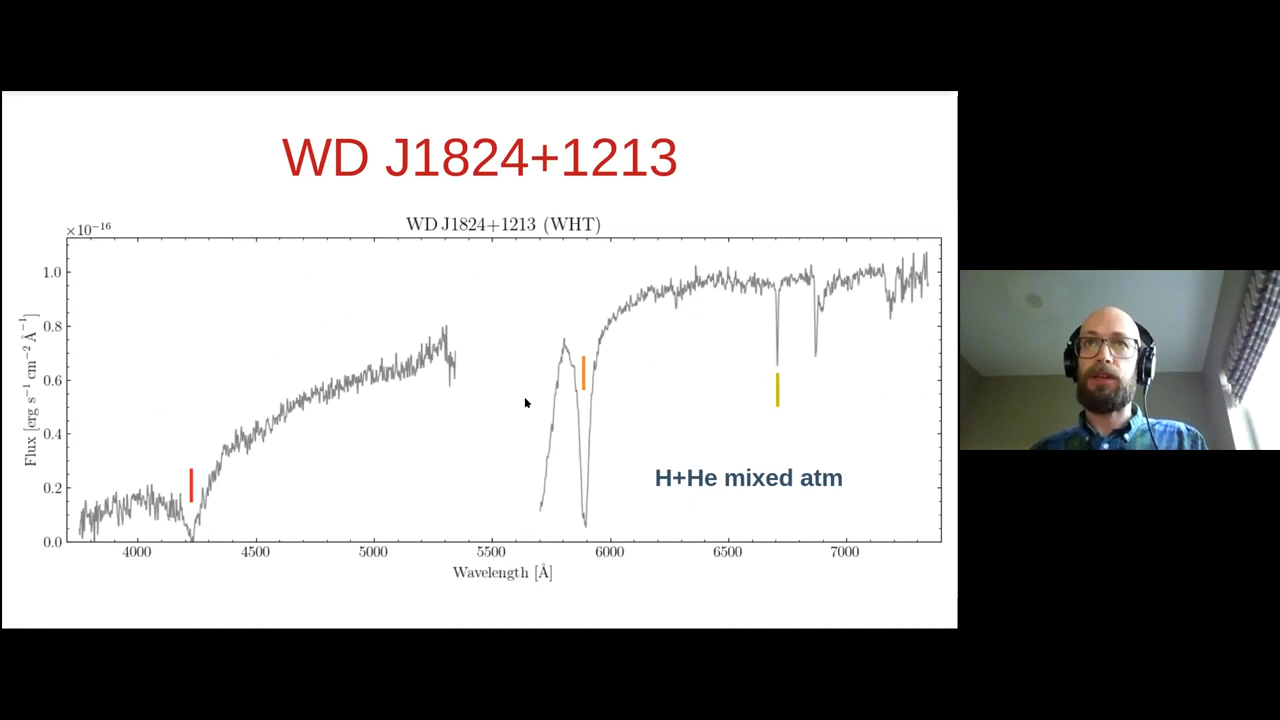 WD J1824+1213
WD J1824+1213 (WHT)
×10⁻¹⁶
1.0
0.8
0.6
0.4
0.2
0.0
Flux [erg s⁻¹ cm⁻² Å⁻¹]
H+He mixed atm
4000 4500 5000 5500 6000 6500 7000
Wavelength [Å]